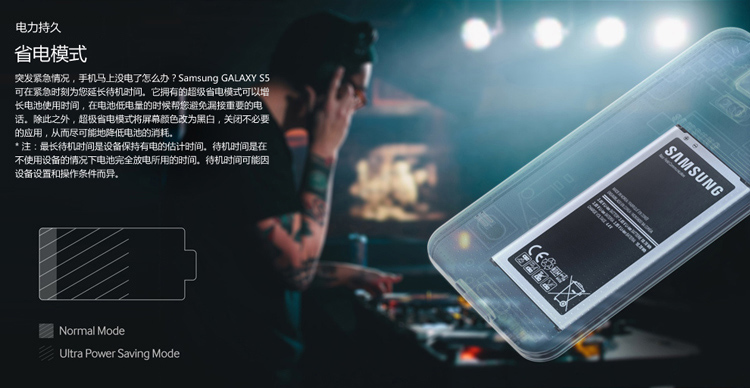 电力持久
省电模式
突发紧急情况，手机马上没电了怎么办？Samsung GALAXY S5
可在紧急时刻为您延长待机时间。它拥有的超级省电模式可以增
长电池使用时间，在电池低电量的时候帮您避免漏接重要的电
话。除此之外，超极省电模式将屏幕颜色改为黑白，关闭不必要
的应用，从而尽可能地降低电池的消耗。
* 注：最长待机时间是设备保持有电的估计时间。待机时间是在
不使用设备的情况下电池完全放电所用的时间。待机时间可能因
设备设置和操作条件而异。
SAMSUNG
Normal Mode
Ultra Power Saving Mode